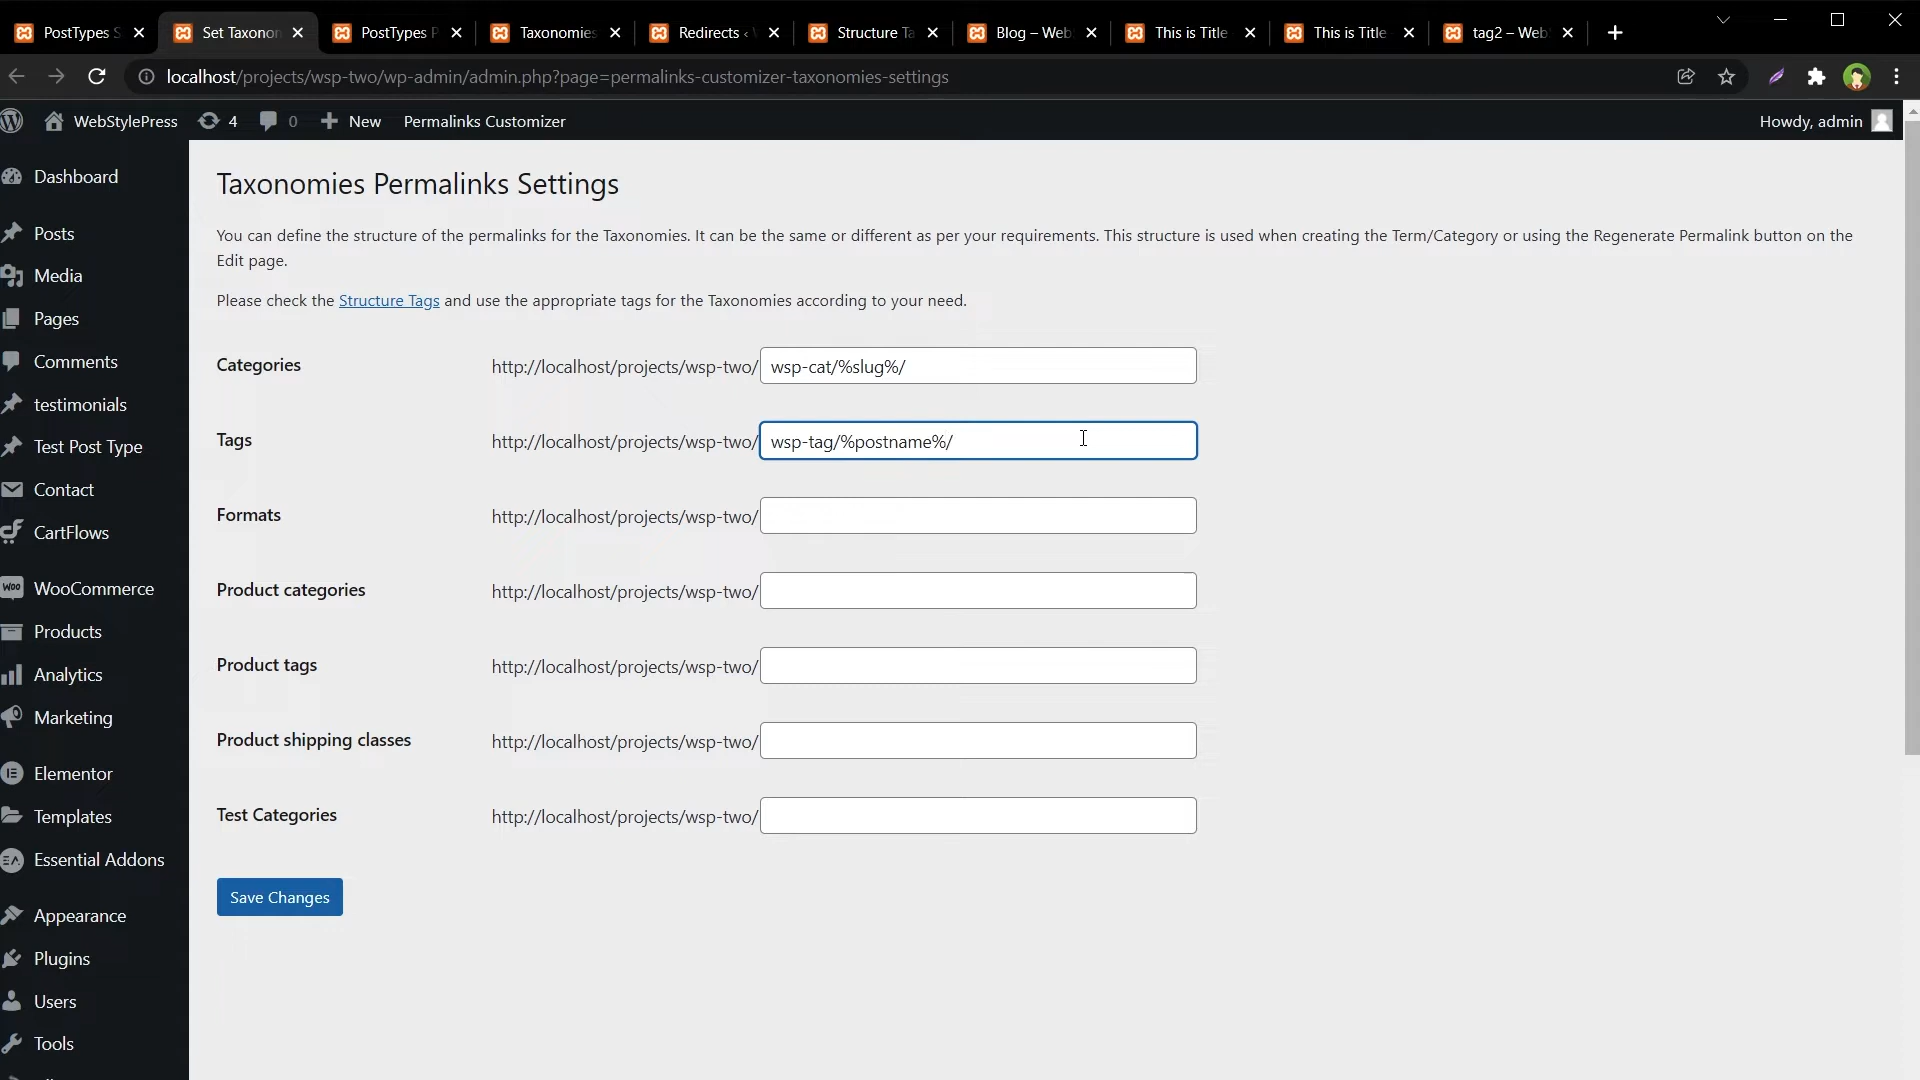 PostTypes S
Set Taxonon
PostTypes P
Taxonomies
Redirects ‹ W
Structure Ta
Blog – Web
This is Title
This is Title
tag2 – Web
localhost/projects/wsp-two/wp-admin/admin.php?page=permalinks-customizer-taxonomies-settings
WebStylePress
4
0
New
Permalinks Customizer
Howdy, admin
Dashboard
Posts
Media
Pages
Comments
testimonials
Test Post Type
Contact
CartFlows
WooCommerce
Products
Analytics
Marketing
Elementor
Templates
Essential Addons
Appearance
Plugins
Users
Tools
Taxonomies Permalinks Settings
You can define the structure of the permalinks for the Taxonomies. It can be the same or different as per your requirements. This structure is used when creating the Term/Category or using the Regenerate Permalink button on the
Edit page.
Please check the Structure Tags and use the appropriate tags for the Taxonomies according to your need.
Categories http://localhost/projects/wsp-two/ wsp-cat/%slug%/
Tags http://localhost/projects/wsp-two/ wsp-tag/%postname%/
Formats http://localhost/projects/wsp-two/
Product categories http://localhost/projects/wsp-two/
Product tags http://localhost/projects/wsp-two/
Product shipping classes http://localhost/projects/wsp-two/
Test Categories http://localhost/projects/wsp-two/
Save Changes